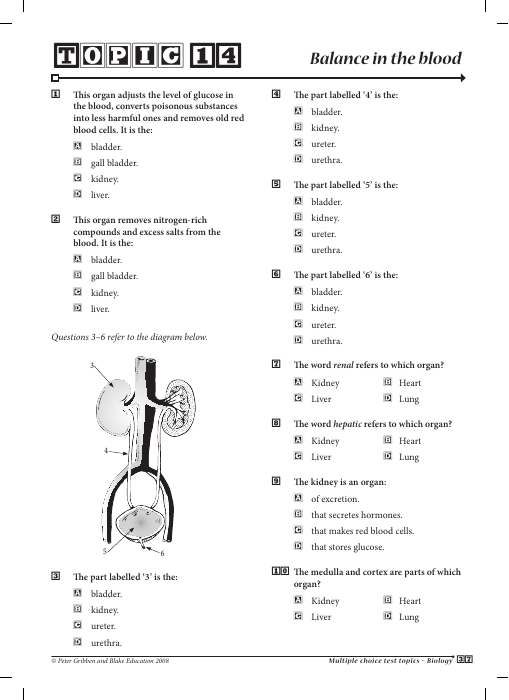 TOPIC 14
Balance in the blood
1 This organ adjusts the level of glucose in
the blood, converts poisonous substances
into less harmful ones and removes old red
blood cells. It is the:
A bladder.
B gall bladder.
C kidney.
D liver.
2 This organ removes nitrogen-rich
compounds and excess salts from the
blood. It is the:
A bladder.
B gall bladder.
C kidney.
D liver.
Questions 3–6 refer to the diagram below.
3
4
5
6
3 The part labelled ‘3’ is the:
A bladder.
B kidney.
C ureter.
D urethra.
4 The part labelled ‘4’ is the:
A bladder.
B kidney.
C ureter.
D urethra.
5 The part labelled ‘5’ is the:
A bladder.
B kidney.
C ureter.
D urethra.
6 The part labelled ‘6’ is the:
A bladder.
B kidney.
C ureter.
D urethra.
7 The word renal refers to which organ?
A Kidney B Heart
C Liver D Lung
8 The word hepatic refers to which organ?
A Kidney B Heart
C Liver D Lung
9 The kidney is an organ:
A of excretion.
B that secretes hormones.
C that makes red blood cells.
D that stores glucose.
10 The medulla and cortex are parts of which
organ?
A Kidney B Heart
C Liver D Lung
© Peter Gribben and Blake Education 2008
Multiple choice test topics – Biology 37